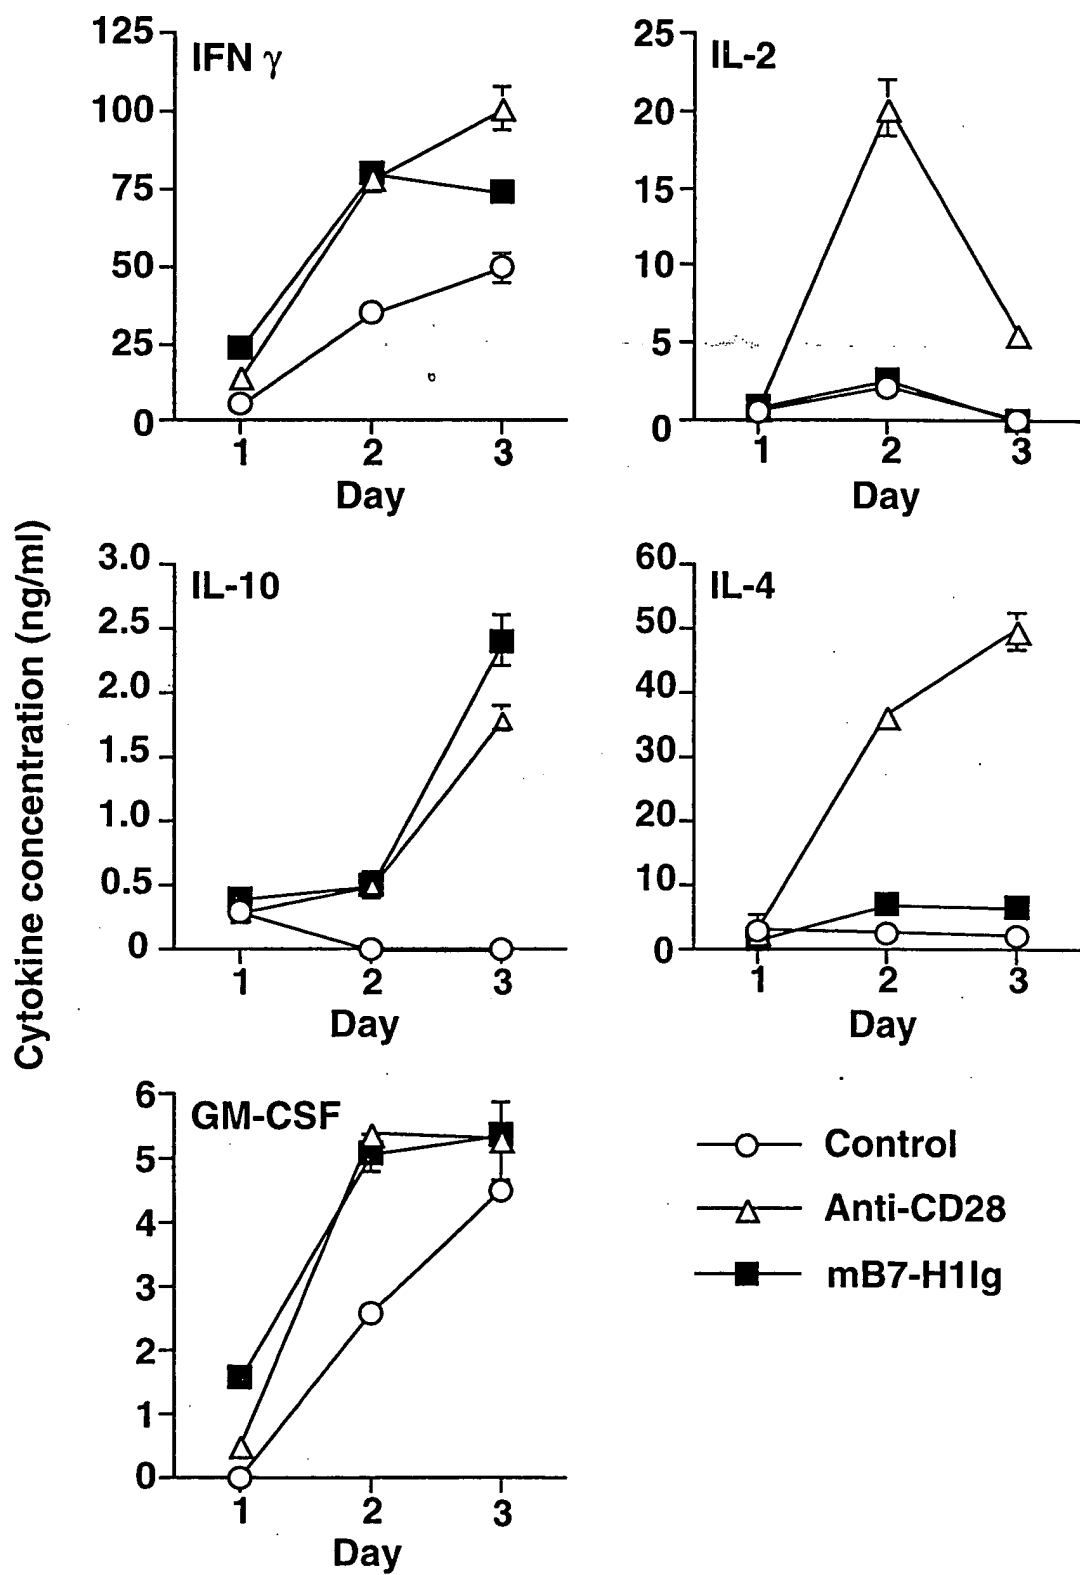 Cytokine concentration (ng/ml)
IFN γ
125
100
75
50
25
0
1 2 3
Day
IL-2
25
20
15
10
5
0
1 2 3
Day
IL-10
3.0
2.5
2.0
1.5
1.0
0.5
0
1 2 3
Day
IL-4
60
50
40
30
20
10
0
1 2 3
Day
GM-CSF
6
5
4
3
2
1
0
1 2 3
Day
Control
Anti-CD28
mB7-H1Ig